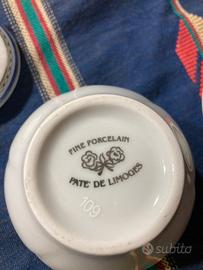 FINE PORCELAIN
PATE DE LIMOGES
109
subito